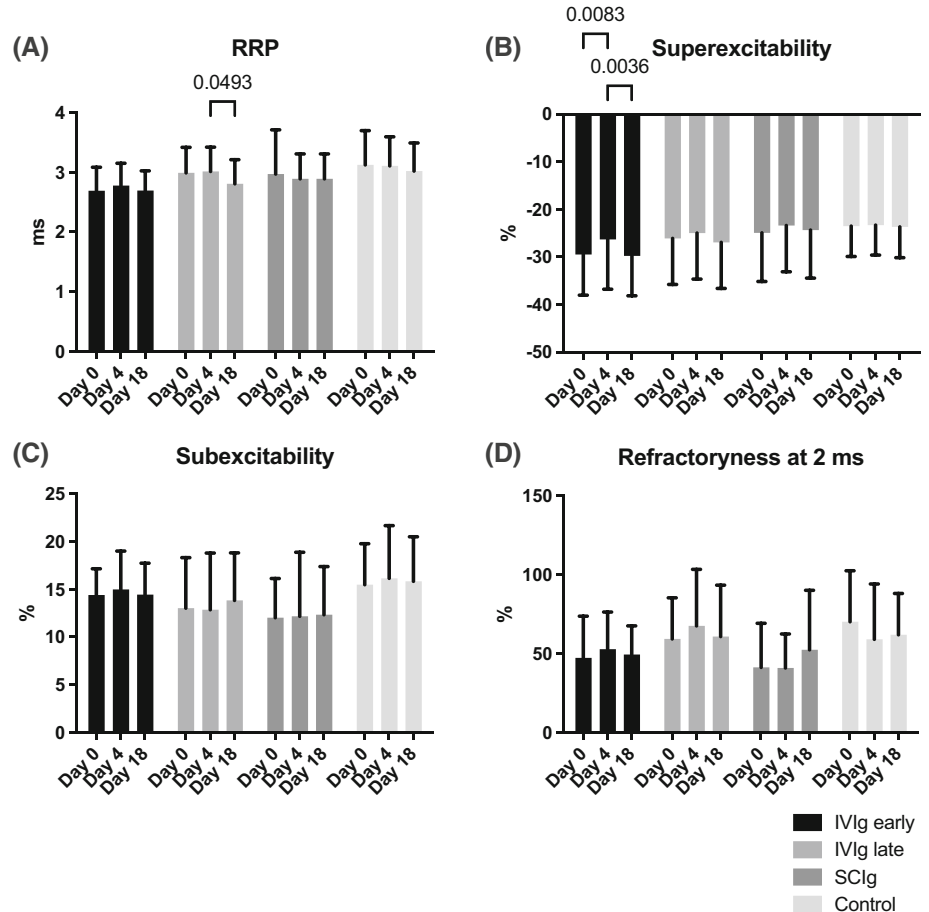 (A)
RRP
0.0493
4
3
2
1
0
ms
Day 0
Day 4
Day 18
Day 0
Day 4
Day 18
Day 0
Day 4
Day 18
Day 0
Day 4
Day 18
(B)
0.0083
Superexcitability
0.0036
0
-10
-20
-30
-40
-50
%
Day 0
Day 4
Day 18
Day 0
Day 4
Day 18
Day 0
Day 4
Day 18
Day 0
Day 4
Day 18
(C)
Subexcitability
25
20
15
10
5
0
%
Day 0
Day 4
Day 18
Day 0
Day 4
Day 18
Day 0
Day 4
Day 18
Day 0
Day 4
Day 18
(D)
Refractoryness at 2 ms
150
100
50
0
%
Day 0
Day 4
Day 18
Day 0
Day 4
Day 18
Day 0
Day 4
Day 18
Day 0
Day 4
Day 18
IVIg early
IVIg late
SCIg
Control